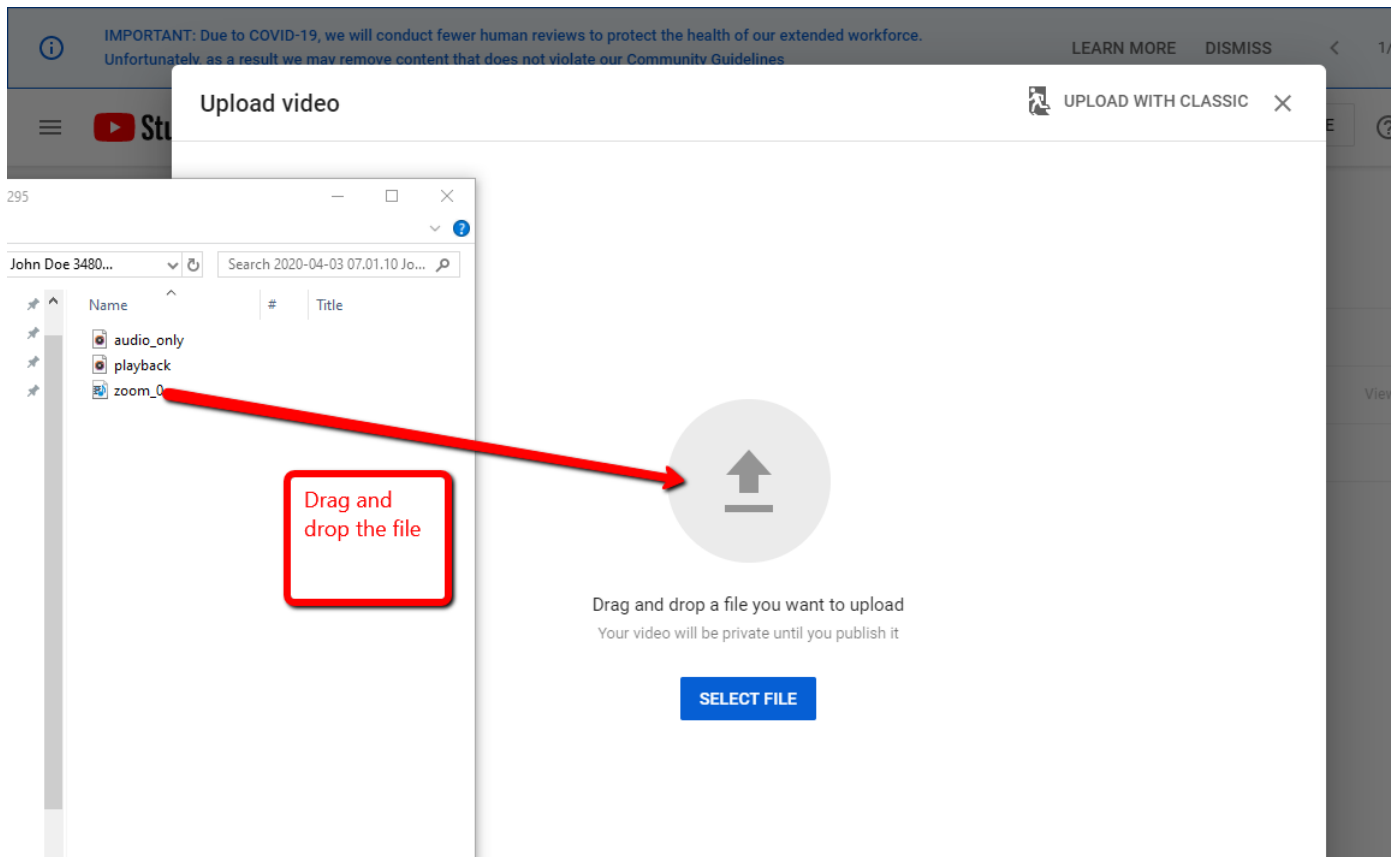 IMPORTANT: Due to COVID-19, we will conduct fewer human reviews to protect the health of our extended workforce.
Unfortunately, as a result we may remove content that does not violate our Community Guidelines
LEARN MORE DISMISS
1/
Upload video
UPLOAD WITH CLASSIC
Stu
E
295
John Doe 3480...
Search 2020-04-03 07.01.10 Jo...
Name # Title
audio_only
playback
zoom_0
View
Drag and
drop the file
Drag and drop a file you want to upload
Your video will be private until you publish it
SELECT FILE